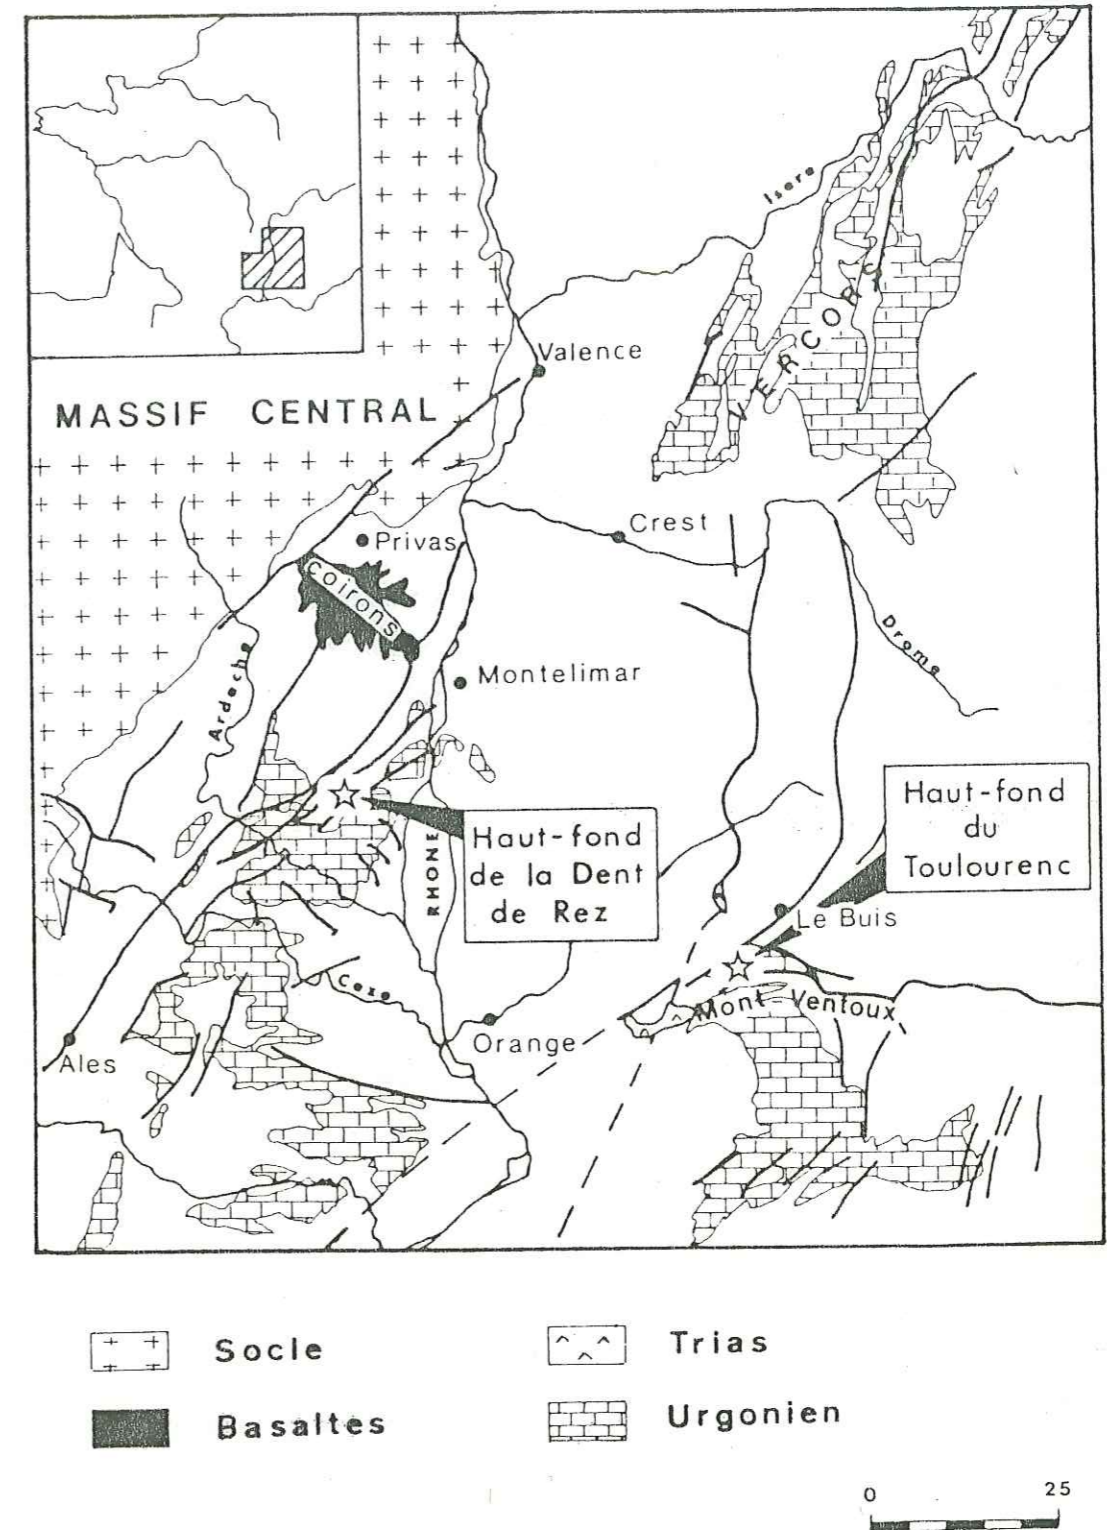 Isere
Valence
VERCORS
MASSIF CENTRAL
Crest
Privas
coirons
Drome
Ardeche
Montelimar
Haut-fond
du
Toulourenc
Haut-fond
de la Dent
de Rez
RHONE
Le Buis
Ceze
Mont-Ventoux
Orange
Ales
Socle
Trias
Basaltes
Urgonien
0 25